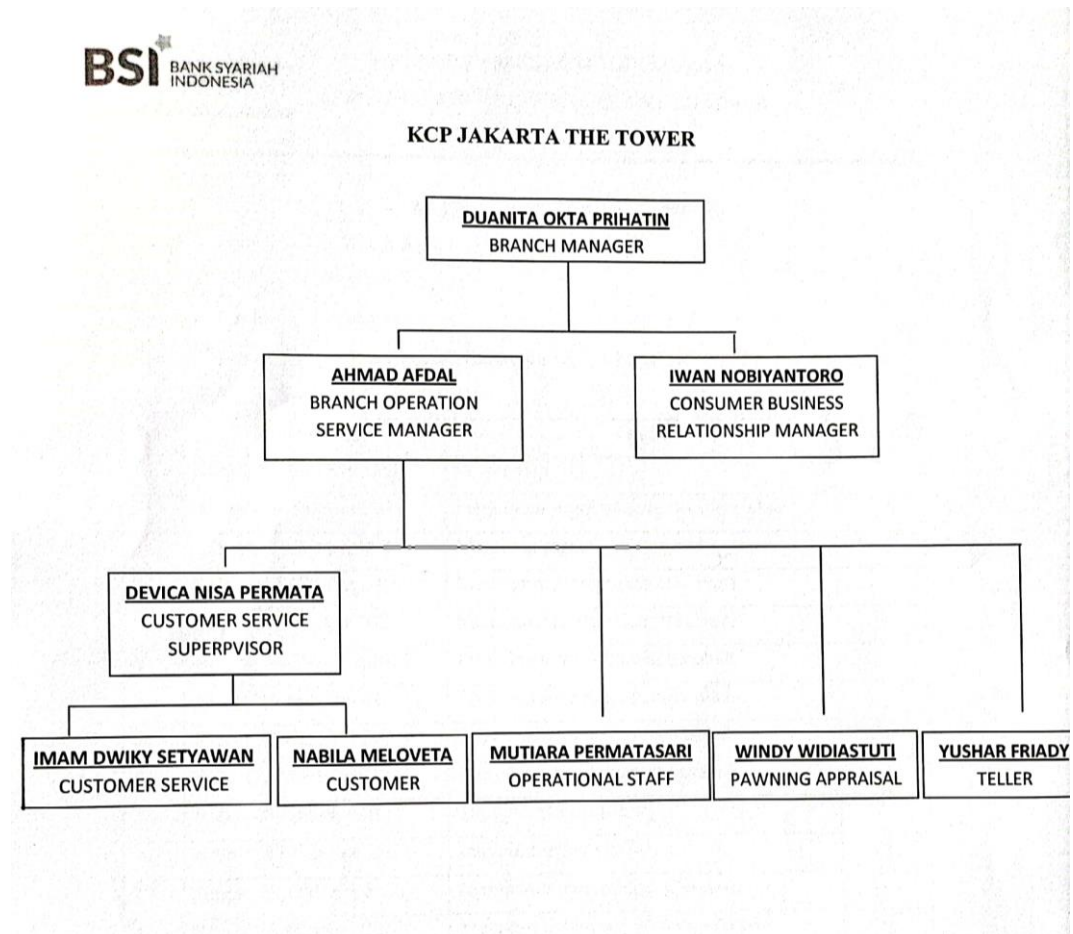 BSI BANK SYARIAH
INDONESIA
KCP JAKARTA THE TOWER
DUANITA OKTA PRIHATIN
BRANCH MANAGER
AHMAD AFDAL
BRANCH OPERATION
SERVICE MANAGER
IWAN NOBIYANTORO
CONSUMER BUSINESS
RELATIONSHIP MANAGER
DEVICA NISA PERMATA
CUSTOMER SERVICE
SUPERPVISOR
IMAM DWIKY SETYAWAN
CUSTOMER SERVICE
NABILA MELOVETA
CUSTOMER
MUTIARA PERMATASARI
OPERATIONAL STAFF
WINDY WIDIASTUTI
PAWNING APPRAISAL
YUSHAR FRIADY
TELLER